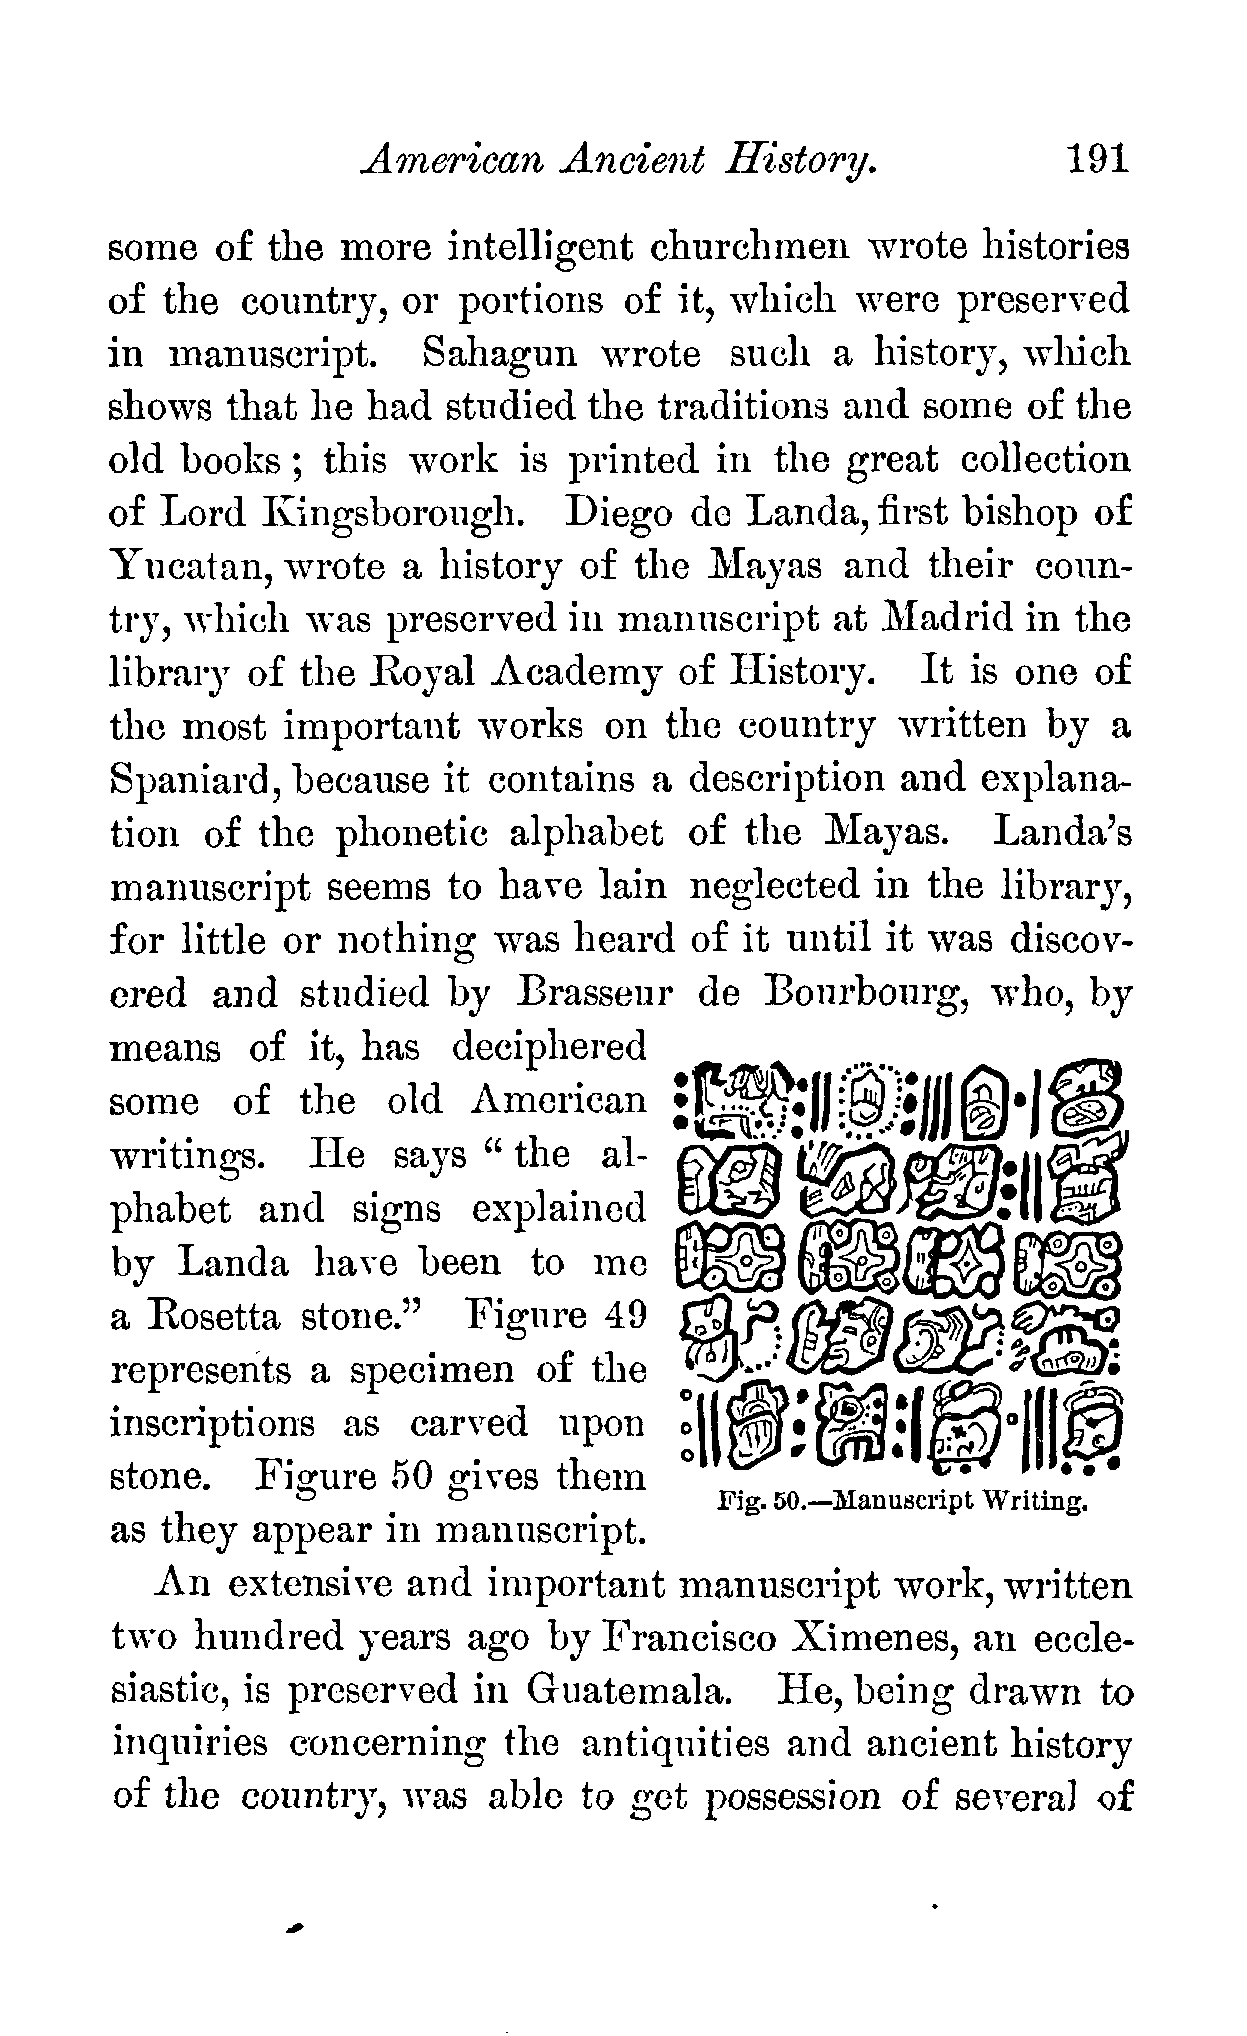 American Ancient History. 191
some of the more intelligent churchmen wrote histories
of the country, or portions of it, which were preserved
in manuscript. Sahagun wrote such a history, which
shows that he had studied the traditions and some of the
old books ; this work is printed in the great collection
of Lord Kingsborough. Diego de Landa, first bishop of
Yucatan, wrote a history of the Mayas and their coun-
try, which was preserved in manuscript at Madrid in the
library of the Royal Academy of History. It is one of
the most important works on the country written by a
Spaniard, because it contains a description and explana-
tion of the phonetic alphabet of the Mayas. Landa's
manuscript seems to have lain neglected in the library,
for little or nothing was heard of it until it was discov-
ered and studied by Brasseur de Bourbourg, who, by
means of it, has deciphered
some of the old American
writings. He says “ the al-
phabet and signs explained
by Landa have been to me
a Rosetta stone.” Figure 49
represents a specimen of the
inscriptions as carved upon
stone. Figure 50 gives them
as they appear in manuscript.
Fig. 50.—Manuscript Writing.
An extensive and important manuscript work, written
two hundred years ago by Francisco Ximenes, an eccle-
siastic, is preserved in Guatemala. He, being drawn to
inquiries concerning the antiquities and ancient history
of the country, was able to get possession of several of